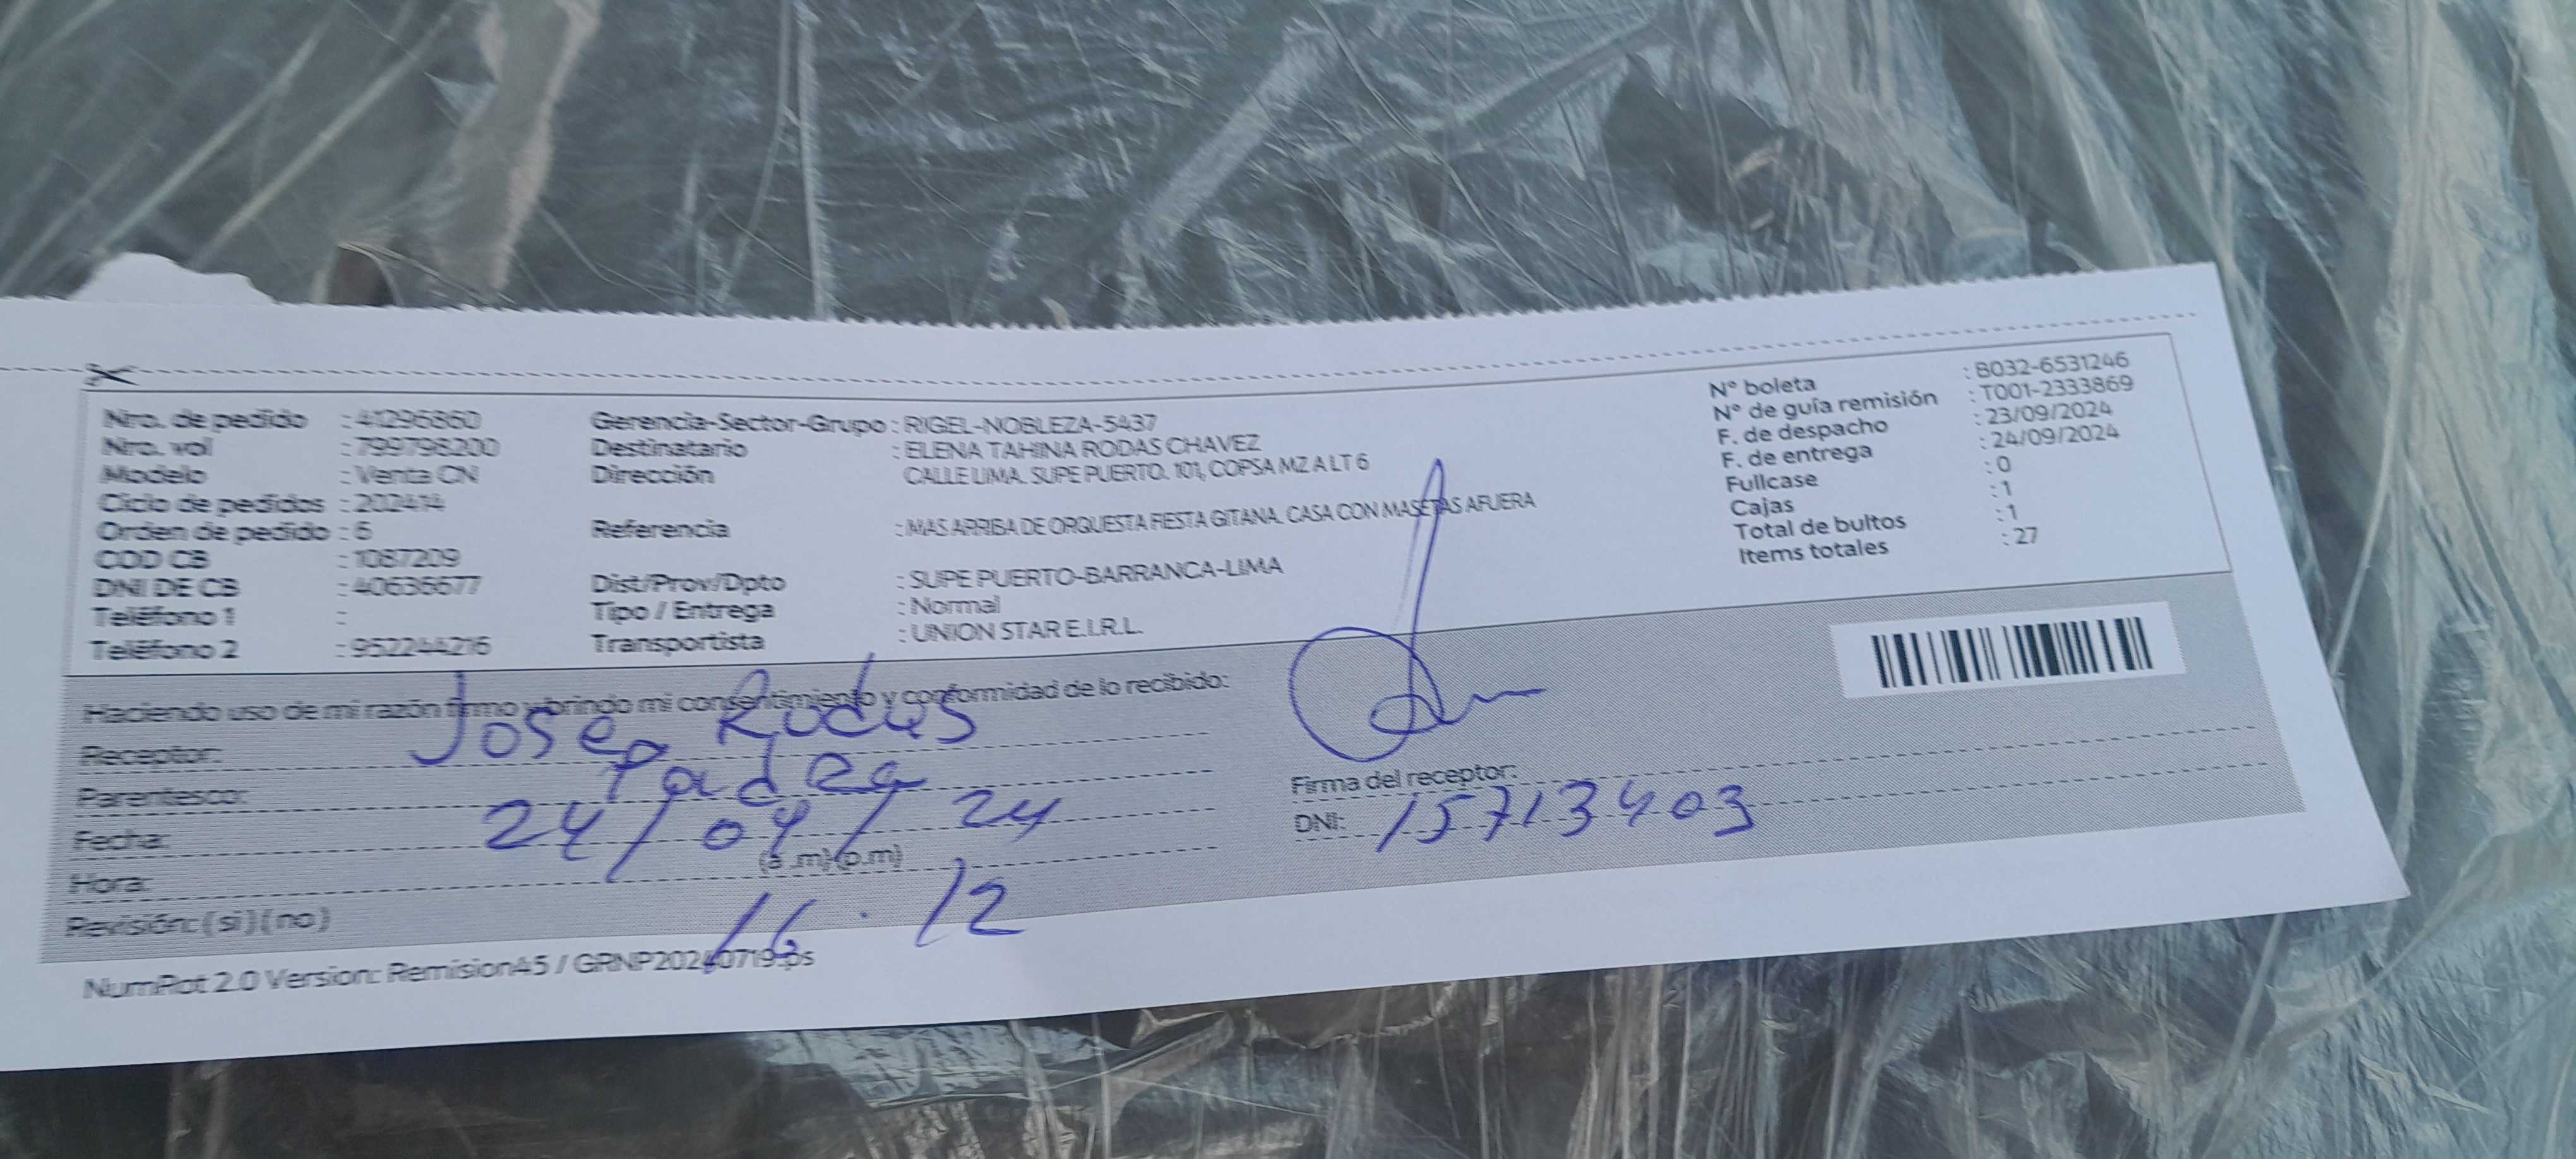 Nro. de pedido : 41296860
Nro. vol : 799798200
Modelo : Venta CN
Ciclo de pedidos : 202414
Orden de pedido : 6
COD CB : 1087209
DNI DE CB : 40636677
Teléfono 1 :
Teléfono 2 : 952244216
Gerencia-Sector-Grupo : RIGEL-NOBLEZA-5437
Destinatario : ELENA TAHINA RODAS CHAVEZ
Dirección CALLE LIMA. SUPE PUERTO. 101, COPSA MZ A LT 6
Referencia : MAS ARRIBA DE ORQUESTA FIESTA GITANA. CASA CON MASETAS AFUERA
Dist/Prov/Dpto : SUPE PUERTO-BARRANCA-LIMA
Tipo / Entrega : Normal
Transportista : UNION STAR E.I.R.L.
N° boleta : B032-6531246
N° de guía remisión : T001-2333869
F. de despacho : 23/09/2024
F. de entrega : 24/09/2024
Fullcase : 0
Cajas : 1
Total de bultos : 1
Items totales : 27
Haciendo uso de mi razón firmo y brindo mi consentimiento y conformidad de lo recibido:
Receptor: Jose Rodas
Parentesco: Padre
Fecha: 24/09/24
Hora: (a .m)(p.m) 16.12
Revisión: ( si ) ( no )
Firma del receptor:
DNI: 15713403
NumRot 2.0 Version: Remision45 / GRNP20240719.ps